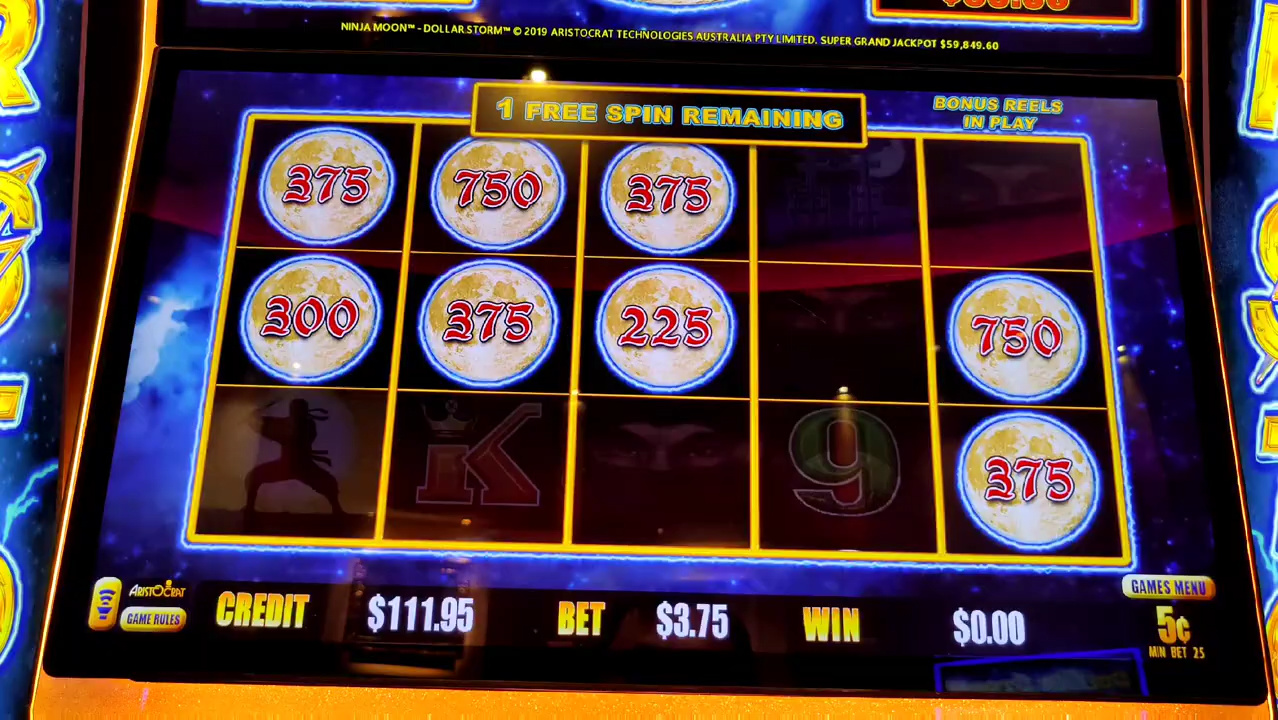 NINJA MOON™ - DOLLAR STORM™ © 2019 ARISTOCRAT TECHNOLOGIES AUSTRALIA PTY LIMITED. SUPER GRAND JACKPOT $59,849.60
1 FREE SPIN REMAINING
BONUS REELS
IN PLAY
375 750 375
300 375 225 750
K 9 375
ARISTOCRAT
GAME RULES
CREDIT $111.95 BET $3.75 WIN $0.00
GAMES MENU
5¢
MIN BET 25